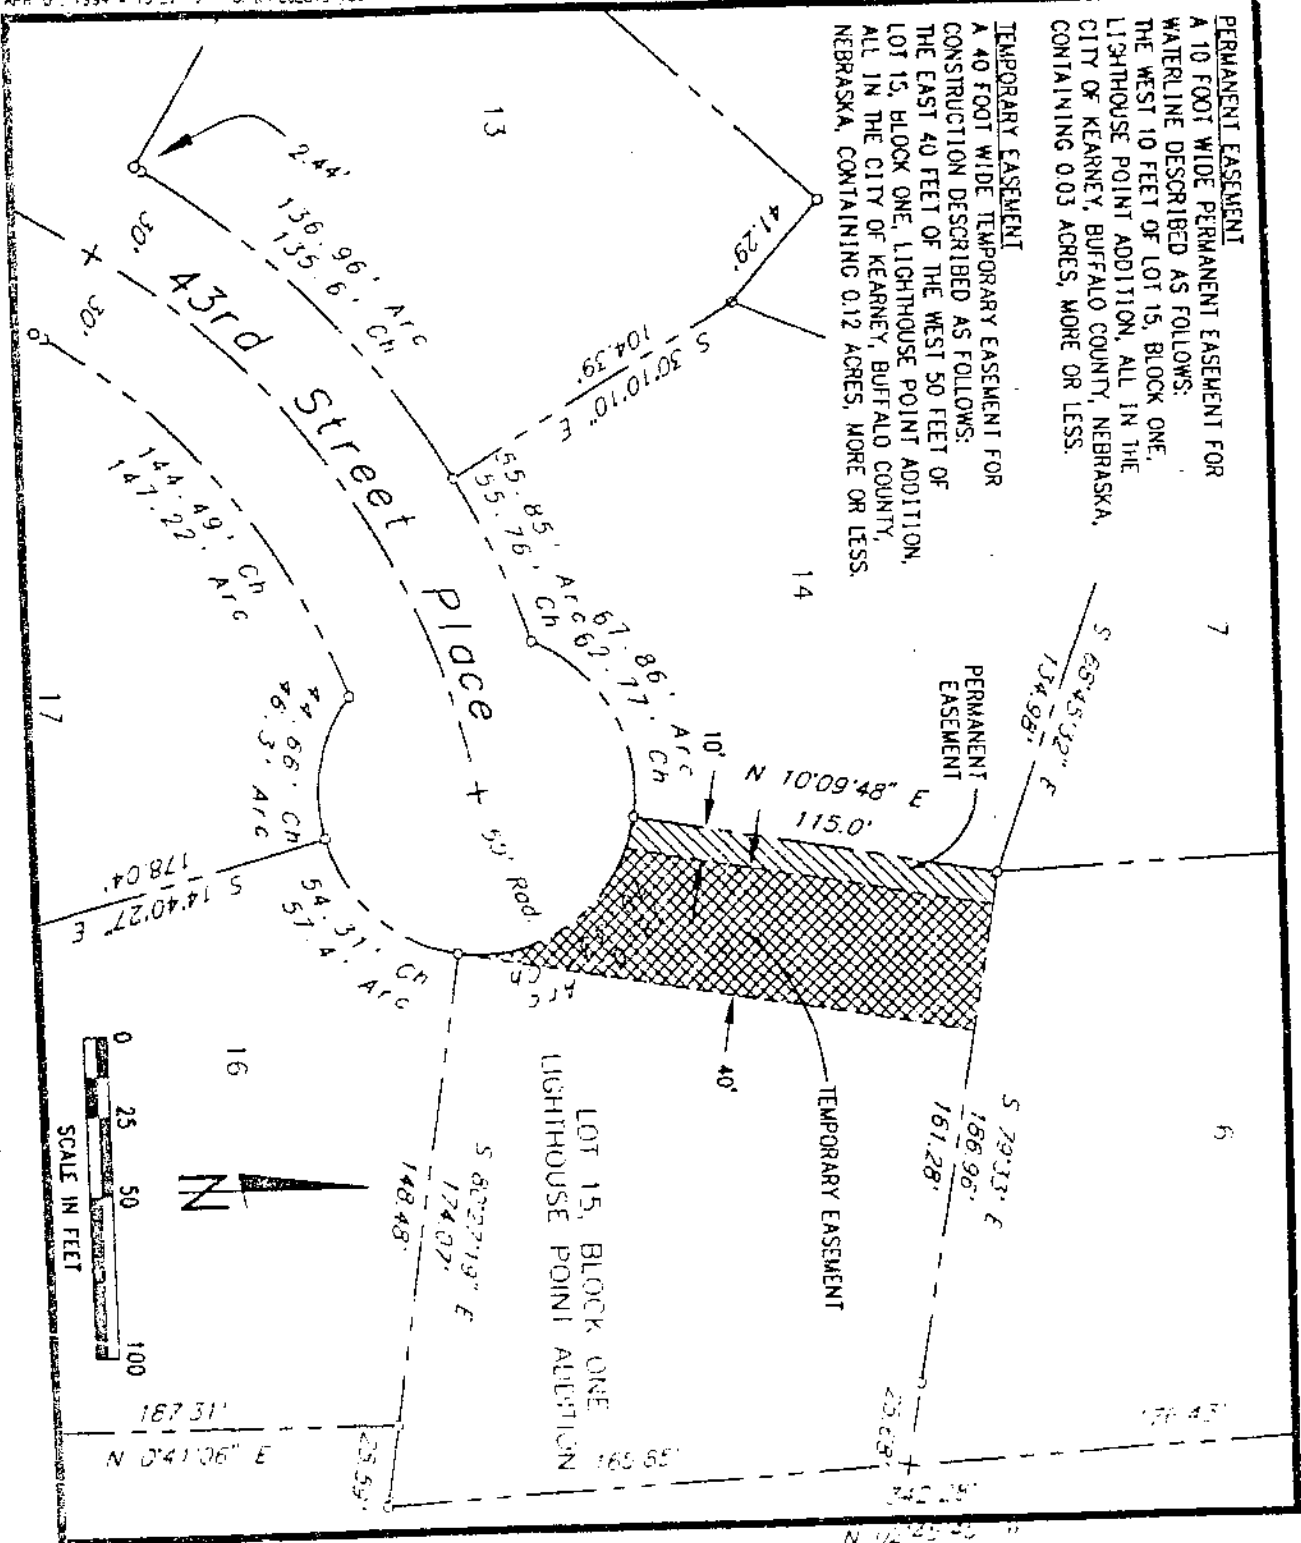 PERMANENT EASEMENT
A 10 FOOT WIDE PERMANENT EASEMENT FOR
WATERLINE DESCRIBED AS FOLLOWS:
THE WEST 10 FEET OF LOT 15, BLOCK ONE,
LIGHTHOUSE POINT ADDITION, ALL IN THE
CITY OF KEARNEY, BUFFALO COUNTY, NEBRASKA,
CONTAINING 0.03 ACRES, MORE OR LESS.
TEMPORARY EASEMENT
A 40 FOOT WIDE TEMPORARY EASEMENT FOR
CONSTRUCTION DESCRIBED AS FOLLOWS:
THE EAST 40 FEET OF THE WEST 50 FEET OF
LOT 15, BLOCK ONE, LIGHTHOUSE POINT ADDITION,
ALL IN THE CITY OF KEARNEY, BUFFALO COUNTY,
NEBRASKA, CONTAINING 0.12 ACRES, MORE OR LESS.
7
S 68°45'32" E
134.98'
6
176.43'
13
41.29'
S 30°10'10" E
104.39'
14
PERMANENT
EASEMENT
N 10°09'48" E
115.0'
10'
40'
TEMPORARY EASEMENT
S 79°33' E
186.96'
161.28'
25.68'
342.28'
2.44'
136.96' Arc
135.6' Ch
30'
30'
43rd Street Place
55.85' Arc
55.76' Ch
67.86' Arc
62.77' Ch
50' Rad.
144.49' Ch
147.22' Arc
44.66' Ch
46.3' Arc
54.31' Ch
57.4' Arc
S 14°40'27" E
178.04'
17
16
LOT 15, BLOCK ONE
LIGHTHOUSE POINT ADDITION
165.65'
S 82°27'19" E
174.07'
148.48'
25.59'
187.31'
N 0°41'06" E
N
0 25 50 100
SCALE IN FEET